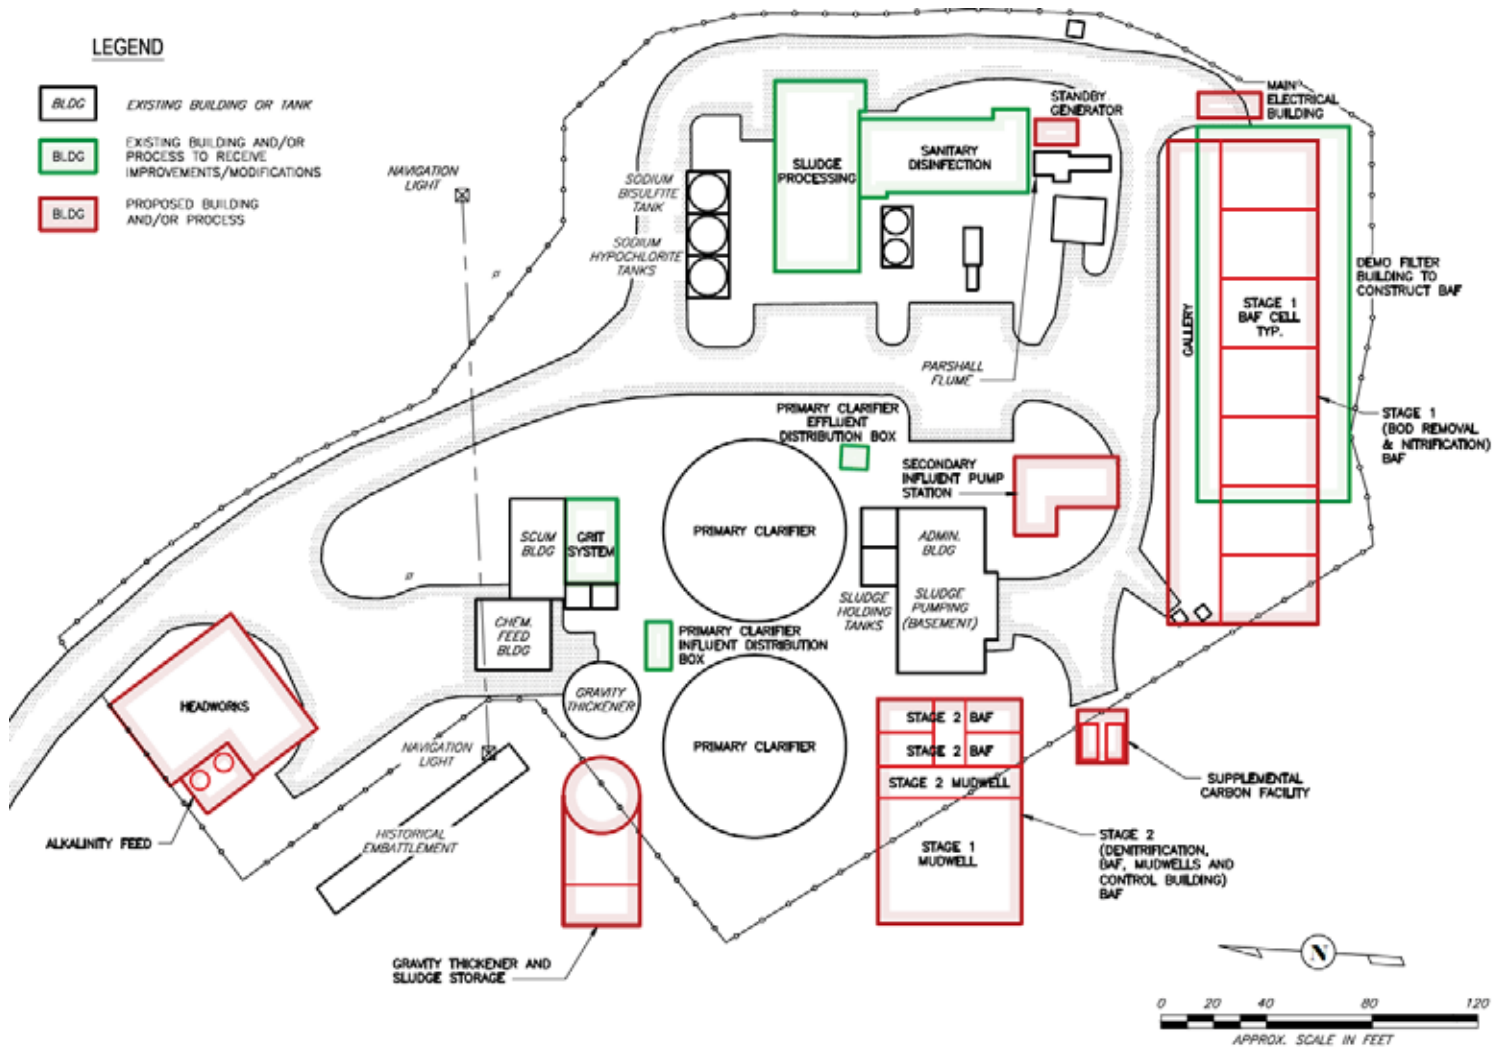 LEGEND
BLDG
EXISTING BUILDING OR TANK
BLDG
EXISTING BUILDING AND/OR
PROCESS TO RECEIVE
IMPROVEMENTS/MODIFICATIONS
BLDG
PROPOSED BUILDING
AND/OR PROCESS
NAVIGATION
LIGHT
SODIUM
BISULFITE
TANK
SODIUM
HYPOCHLORITE
TANKS
SLUDGE
PROCESSING
SANITARY
DISINFECTION
STANDBY
GENERATOR
MAIN
ELECTRICAL
BUILDING
DEMO FILTER
BUILDING TO
CONSTRUCT BAF
GALLERY
STAGE 1
BAF CELL
TYP.
PARSHALL
FLUME
STAGE 1
(BOD REMOVAL
& NITRIFICATION)
BAF
PRIMARY CLARIFIER
EFFLUENT
DISTRIBUTION BOX
SECONDARY
INFLUENT PUMP
STATION
PRIMARY CLARIFIER
SCUM
BLDG
GRIT
SYSTEM
ADMIN.
BLDG
SLUDGE
PUMPING
(BASEMENT)
SLUDGE
HOLDING
TANKS
CHEM.
FEED
BLDG
PRIMARY CLARIFIER
INFLUENT DISTRIBUTION
BOX
GRAVITY
THICKENER
HEADWORKS
NAVIGATION
LIGHT
PRIMARY CLARIFIER
STAGE 2 BAF
STAGE 2 BAF
STAGE 2 MUDWELL
STAGE 1
MUDWELL
SUPPLEMENTAL
CARBON FACILITY
ALKALINITY FEED
HISTORICAL
EMBATTLEMENT
STAGE 2
(DENITRIFICATION,
BAF, MUDWELLS AND
CONTROL BUILDING)
BAF
GRAVITY THICKENER AND
SLUDGE STORAGE
N
0 20 40 80 120
APPROX. SCALE IN FEET